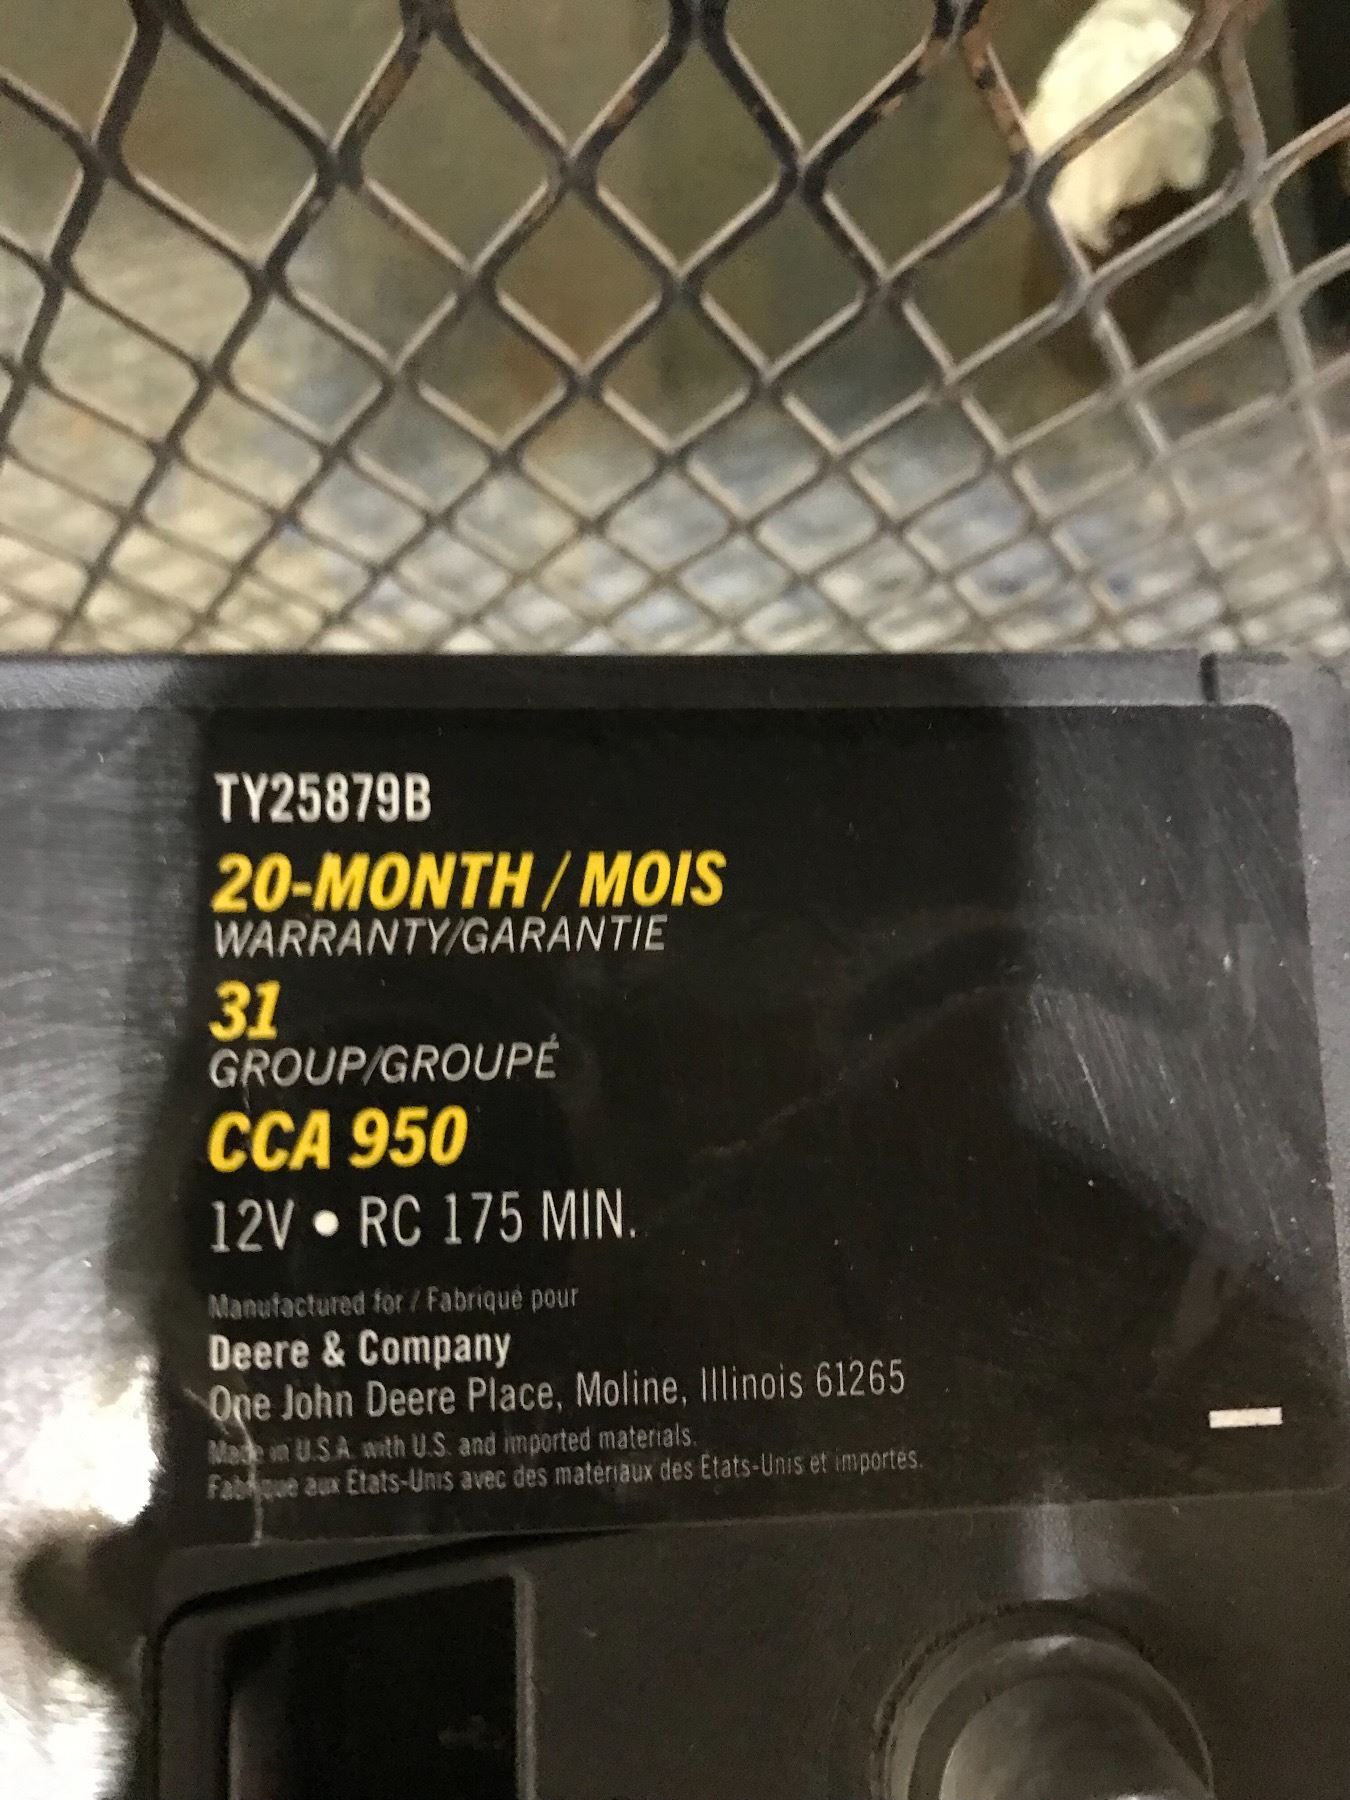 TY25879B
20-MONTH / MOIS
WARRANTY/GARANTIE
31
GROUP/GROUPÉ
CCA 950
12V • RC 175 MIN.
Manufactured for / Fabriqué pour
Deere & Company
One John Deere Place, Moline, Illinois 61265
Made in U.S.A. with U.S. and imported materials.
Fabriqué aux États-Unis avec des matériaux des États-Unis et importés.